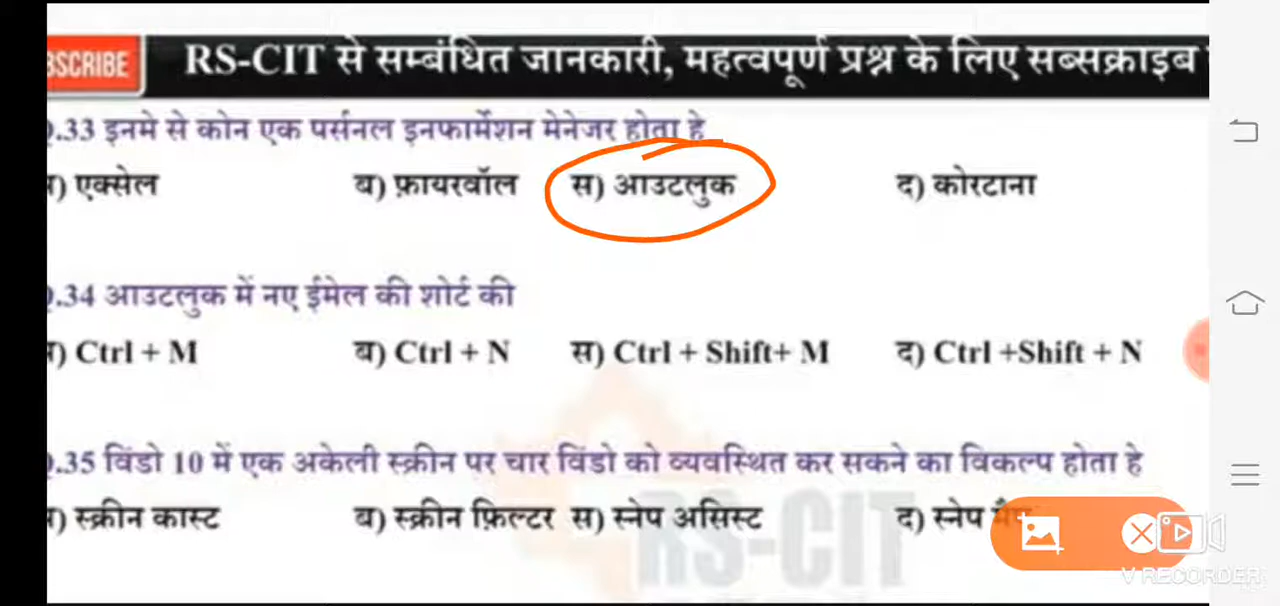 BSCRIBE RS-CIT से सम्बंधित जानकारी, महत्वपूर्ण प्रश्न के लिए सब्सक्राइब
.33 इनमे से कोन एक पर्सनल इनफार्मेशन मेनेजर होता हे
) एक्सेल ब) फ़ायरवॉल स) आउटलुक द) कोरटाना
.34 आउटलुक में नए ईमेल की शोर्ट की
) Ctrl + M ब) Ctrl + N स) Ctrl + Shift+ M द) Ctrl +Shift + N
.35 विंडो 10 में एक अकेली स्क्रीन पर चार विंडो को व्यवस्थित कर सकने का विकल्प होता हे
) स्क्रीन कास्ट ब) स्क्रीन फ़िल्टर स) स्नेप असिस्ट द) स्नेप
RS-CIT
V RECORDER